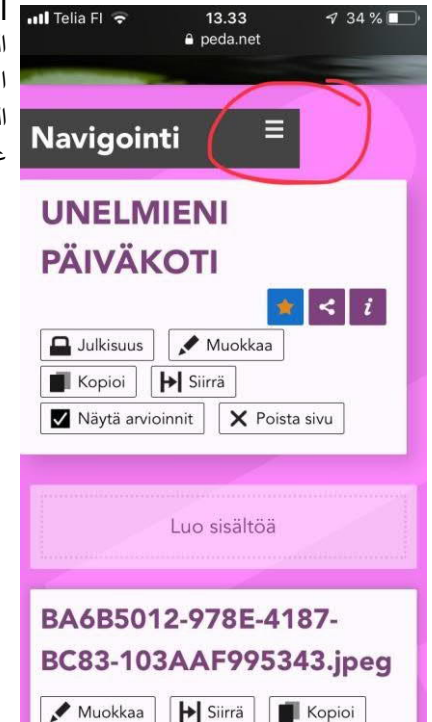 Telia FI 13.33 34 %
peda.net
Navigointi
UNELMIENI
PÄIVÄKOTI
Julkisuus Muokkaa
Kopioi Siirrä
Näytä arvioinnit Poista sivu
Luo sisältöä
BA6B5012-978E-4187-
BC83-103AAF995343.jpeg
Muokkaa Siirrä Kopioi